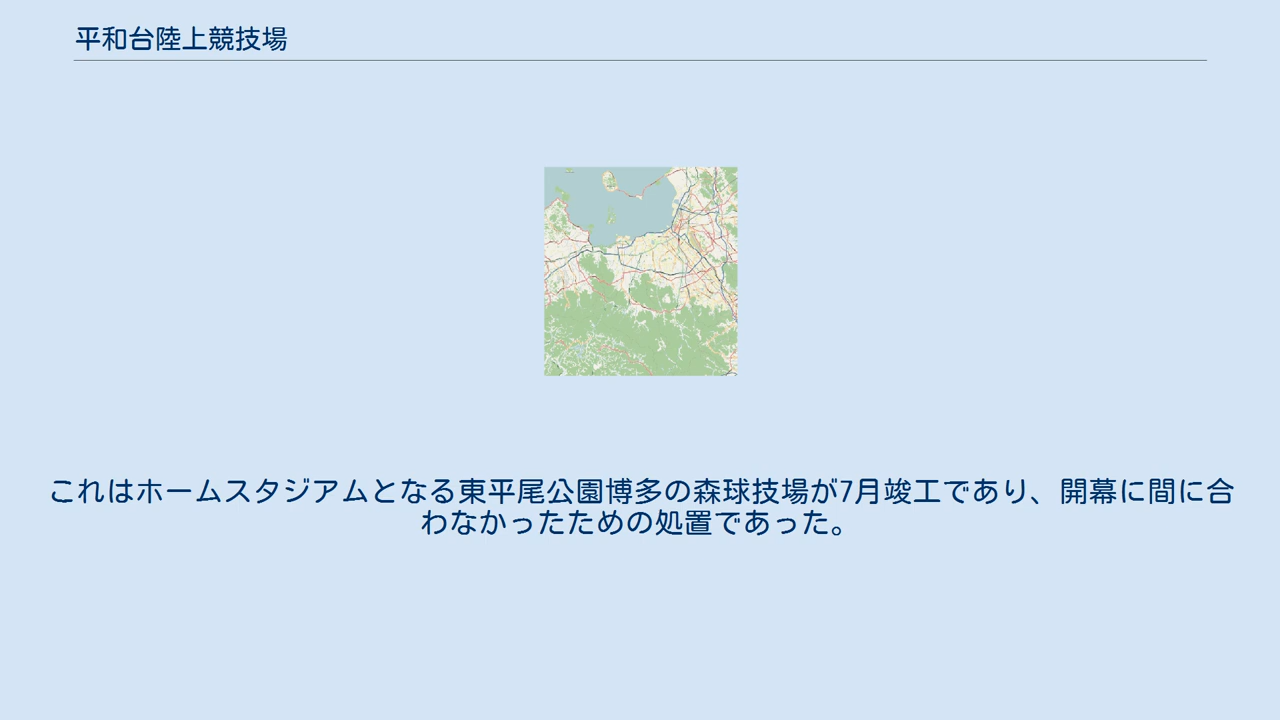 平和台陸上競技場
これはホームスタジアムとなる東平尾公園博多の森球技場が7月竣工であり、開幕に間に合
わなかったための処置であった。